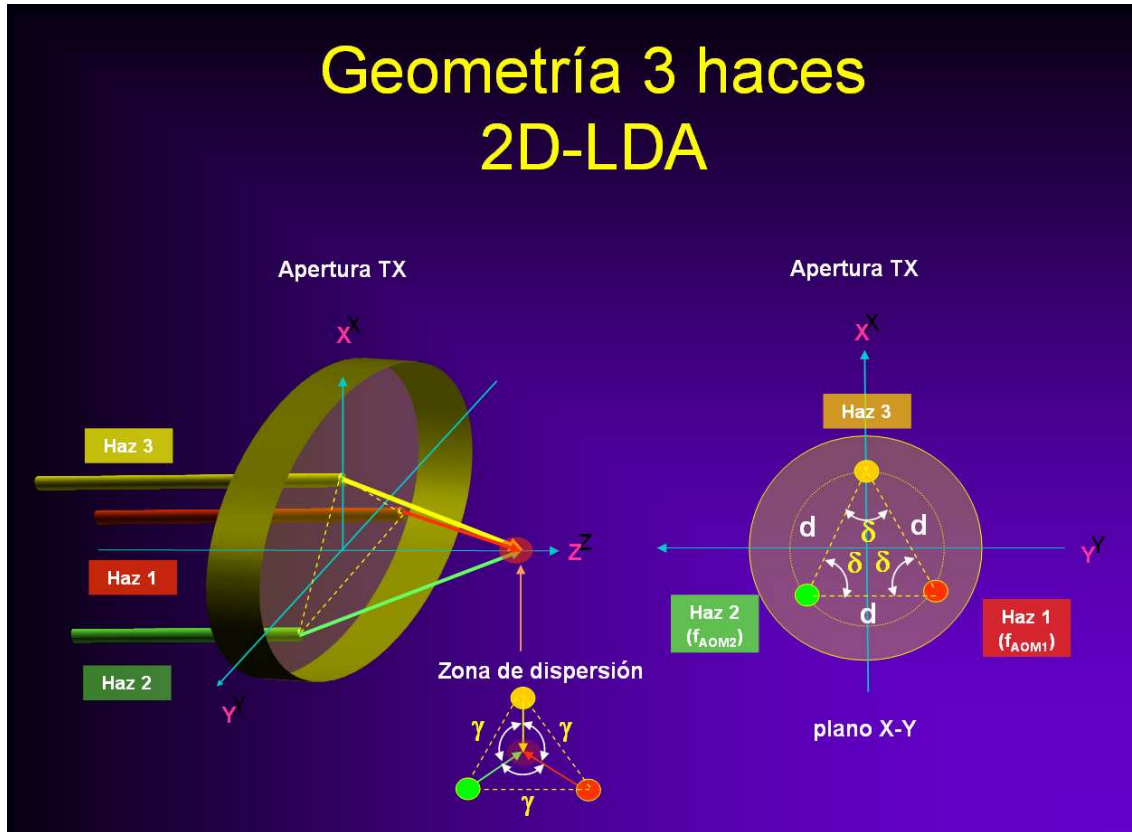 Geometría 3 haces
2D-LDA
Apertura TX
X X
Haz 3
Haz 1
Haz 2
Z Z
Y Y
Zona de dispersión
γ γ
γ
Apertura TX
X X
Haz 3
d d
δ
δ δ
d
Y Y
Haz 2
(fAOM2)
Haz 1
(fAOM1)
plano X-Y